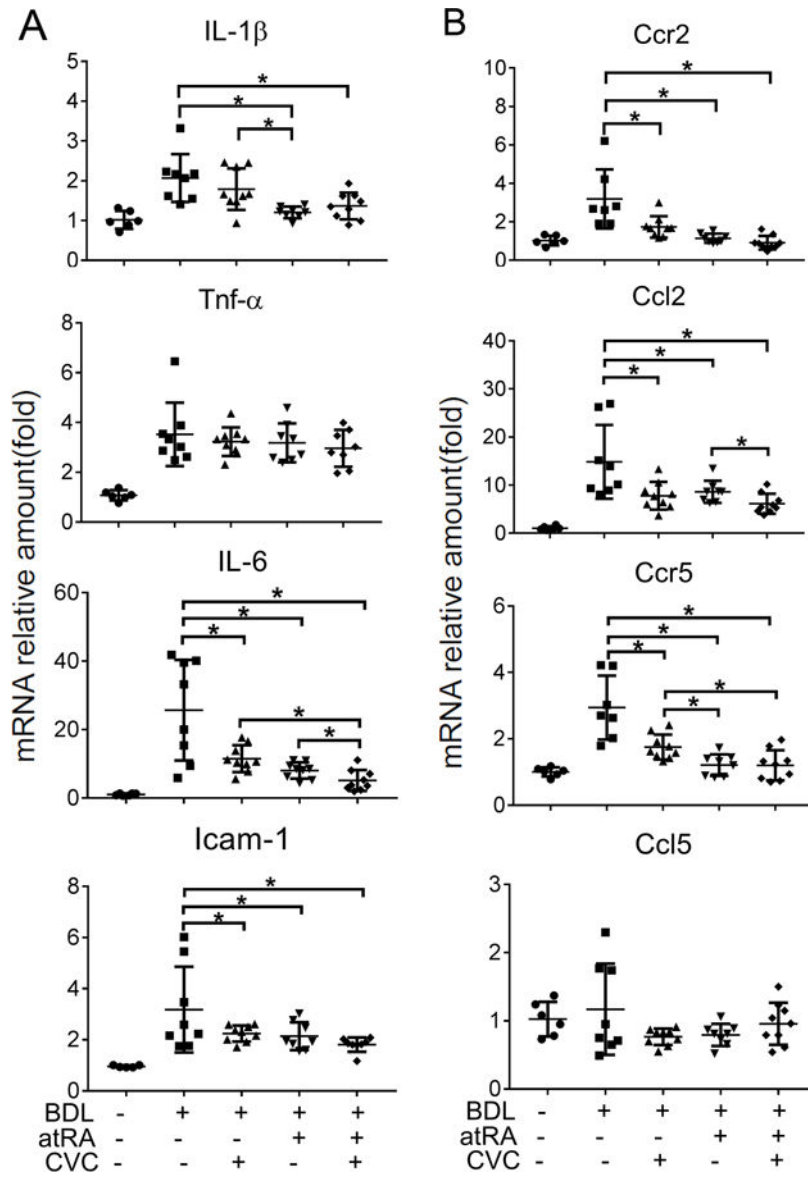 A
IL-1β
5
4
3
2
1
0
* * *
Tnf-α
8
6
4
2
0
IL-6
60
40
20
0
* * * * *
Icam-1
8
6
4
2
0
* * *
mRNA relative amount(fold)
BDL - + + + +
atRA - - - + +
CVC - - + - +
B
Ccr2
10
8
6
4
2
0
* * *
Ccl2
40
30
20
10
0
* * * *
Ccr5
6
4
2
0
* * * * *
Ccl5
3
2
1
0
mRNA relative amount(fold)
BDL - + + + +
atRA - - - + +
CVC - - + - +